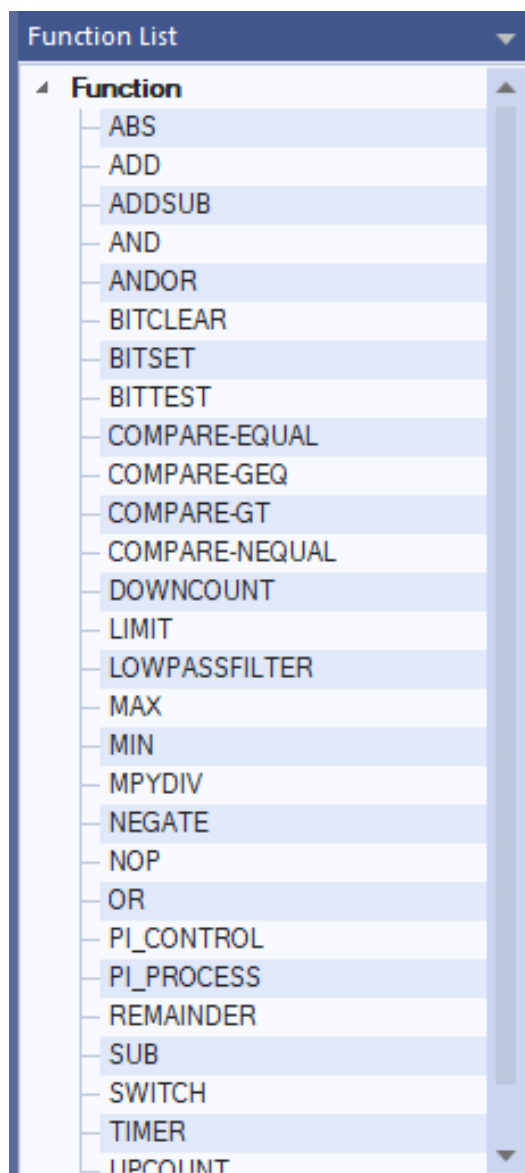 Function List
Function
ABS
ADD
ADDSUB
AND
ANDOR
BITCLEAR
BITSET
BITTEST
COMPARE-EQUAL
COMPARE-GEQ
COMPARE-GT
COMPARE-NEQUAL
DOWNCOUNT
LIMIT
LOWPASSFILTER
MAX
MIN
MPYDIV
NEGATE
NOP
OR
PI_CONTROL
PI_PROCESS
REMAINDER
SUB
SWITCH
TIMER
UPCOUNT